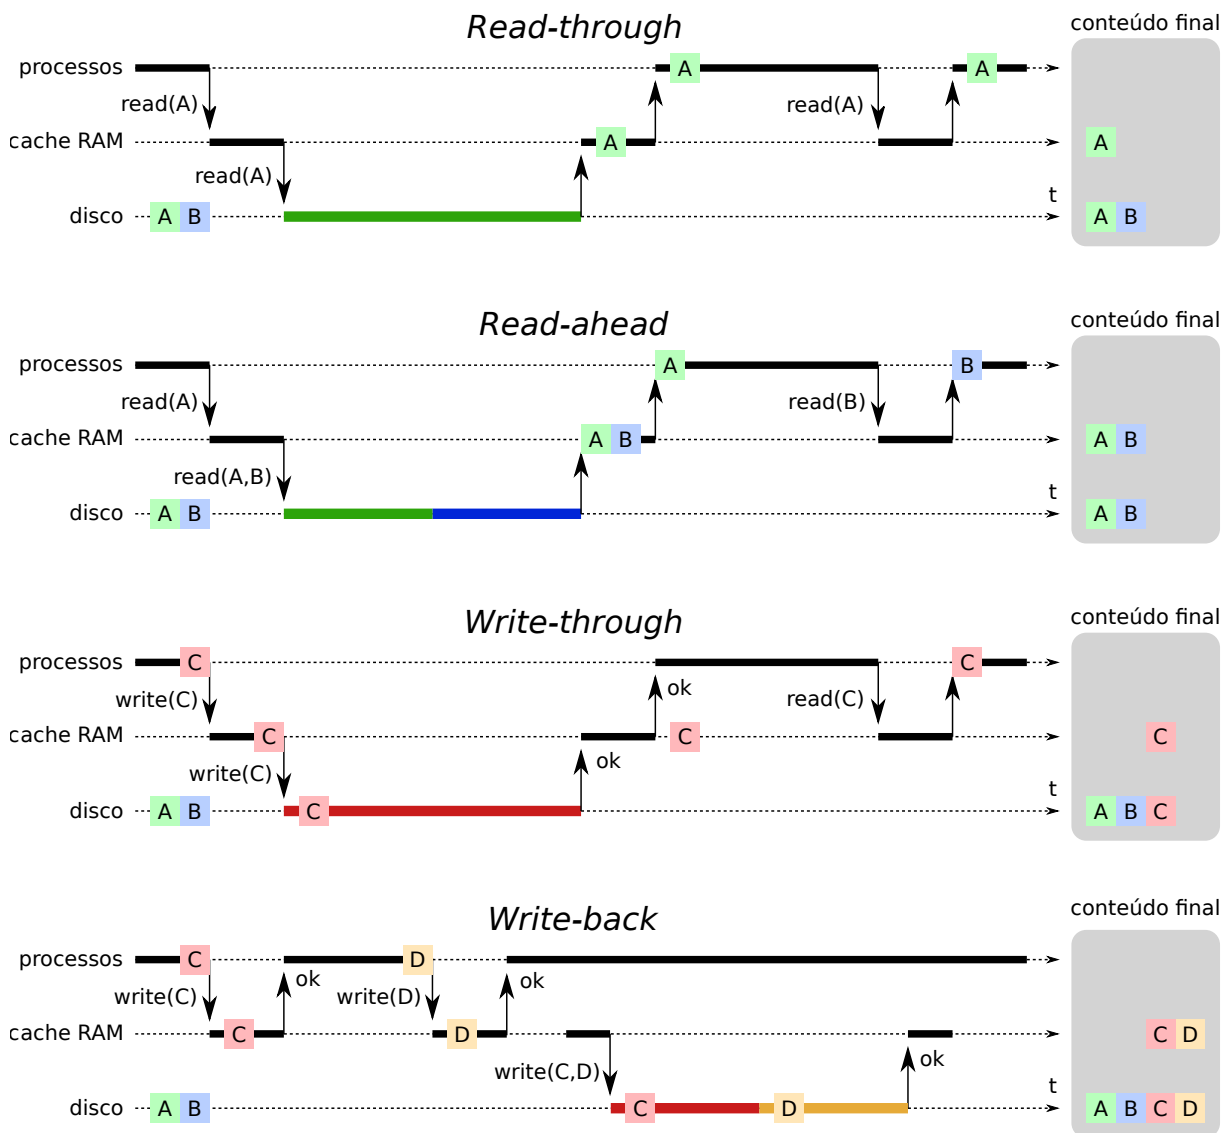 Read-through
conteúdo final
processos
A
A
read(A)
read(A)
cache RAM
A
A
read(A)
disco
A B
t
A B
Read-ahead
conteúdo final
processos
A
B
read(A)
read(B)
cache RAM
A B
A B
read(A,B)
disco
A B
t
A B
Write-through
conteúdo final
processos
C
C
write(C)
ok
read(C)
cache RAM
C
C
C
write(C)
ok
disco
A B
C
t
A B C
Write-back
conteúdo final
processos
C
D
write(C)
ok
write(D)
ok
cache RAM
C
D
C D
write(C,D)
ok
disco
A B
C
D
t
A B C D